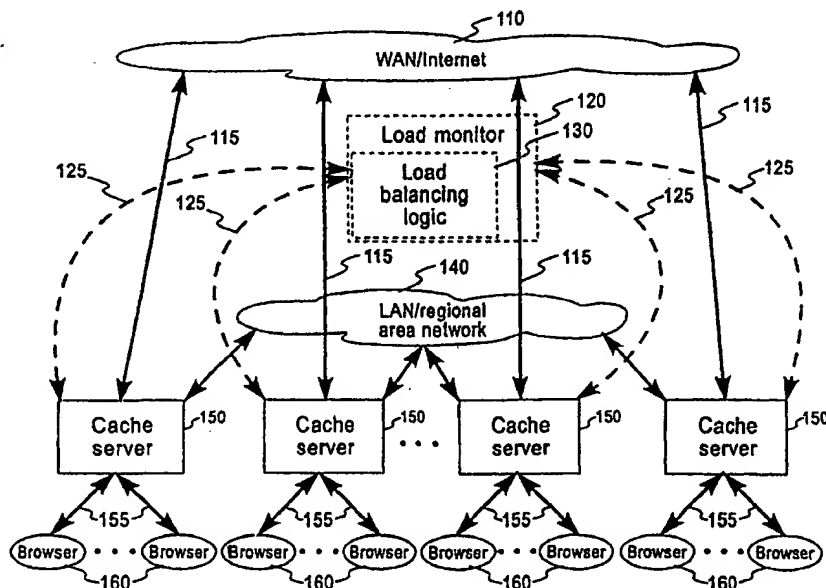 110
WAN/Internet
120
Load monitor
130
115
115
125
125
Load
balancing
logic
125
125
115
140
115
LAN/regional
area network
Cache
server
150
Cache
server
150
• • •
Cache
server
150
Cache
server
150
155
155
155
155
Browser • • • Browser
Browser • • • Browser
Browser • • • Browser
Browser • • • Browser
160
160
160
160